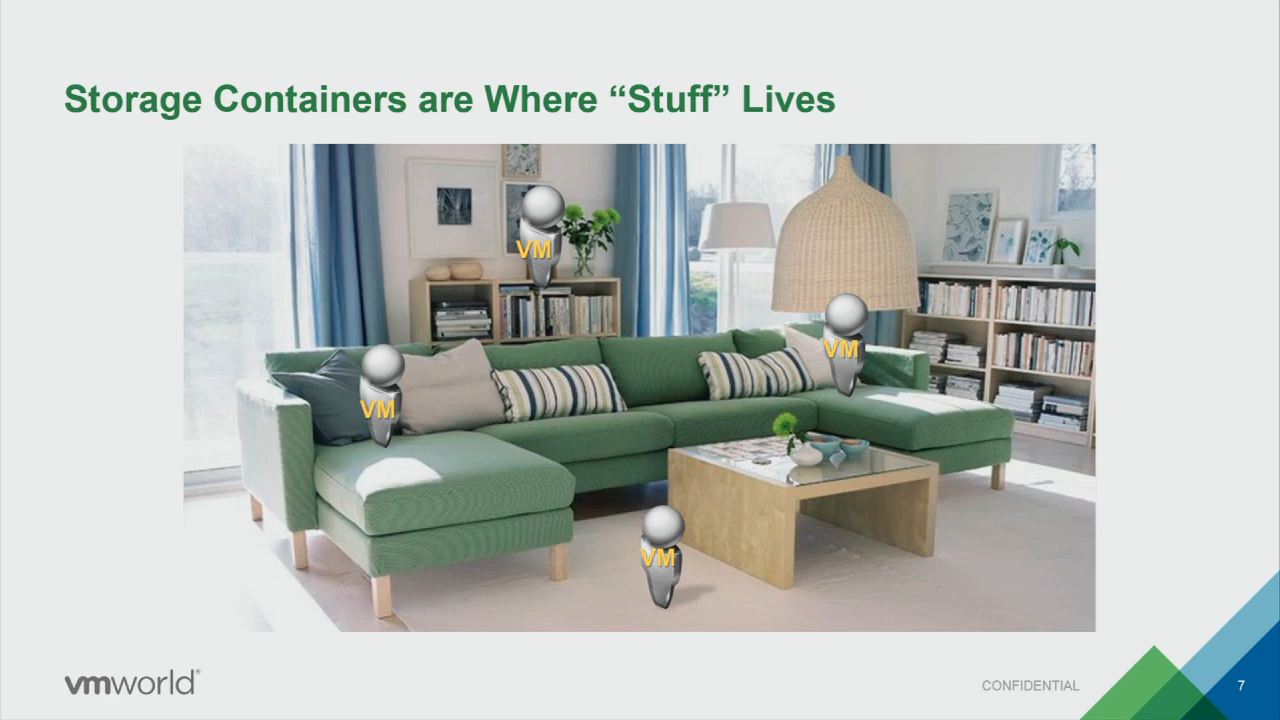 Storage Containers are Where “Stuff” Lives
VM
VM
VM
VM
vmworld®
CONFIDENTIAL
7